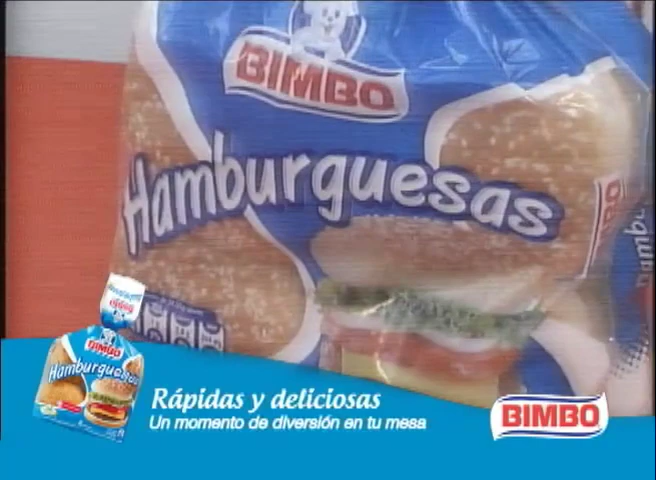 BIMBO
Hamburguesas
BIMBO
Hamburguesas
Rápidas y deliciosas
Un momento de diversión en tu mesa
BIMBO